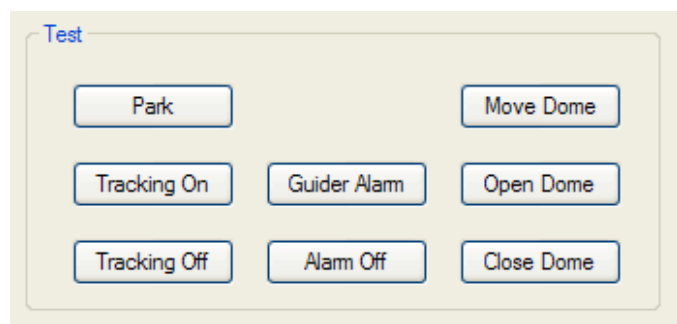 Test
Park Move Dome
Tracking On Guider Alarm Open Dome
Tracking Off Alarm Off Close Dome